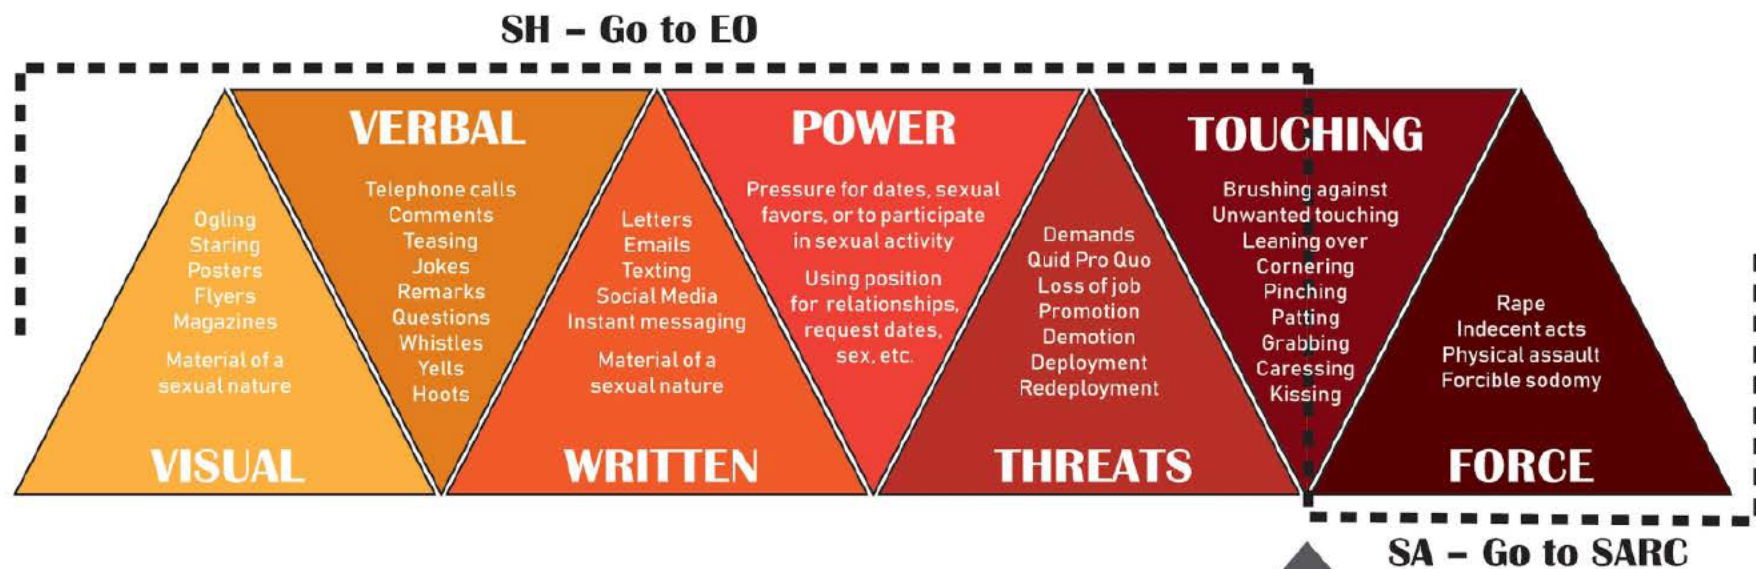 SH – Go to EO
Ogling
Staring
Posters
Flyers
Magazines
Material of a
sexual nature
VISUAL
VERBAL
Telephone calls
Comments
Teasing
Jokes
Remarks
Questions
Whistles
Yells
Hoots
Letters
Emails
Texting
Social Media
Instant messaging
Material of a
sexual nature
WRITTEN
POWER
Pressure for dates, sexual
favors, or to participate
in sexual activity
Using position
for relationships,
request dates,
sex, etc.
Demands
Quid Pro Quo
Loss of job
Promotion
Demotion
Deployment
Redeployment
THREATS
TOUCHING
Brushing against
Unwanted touching
Leaning over
Cornering
Pinching
Patting
Grabbing
Caressing
Kissing
Rape
Indecent acts
Physical assault
Forcible sodomy
FORCE
SA – Go to SARC